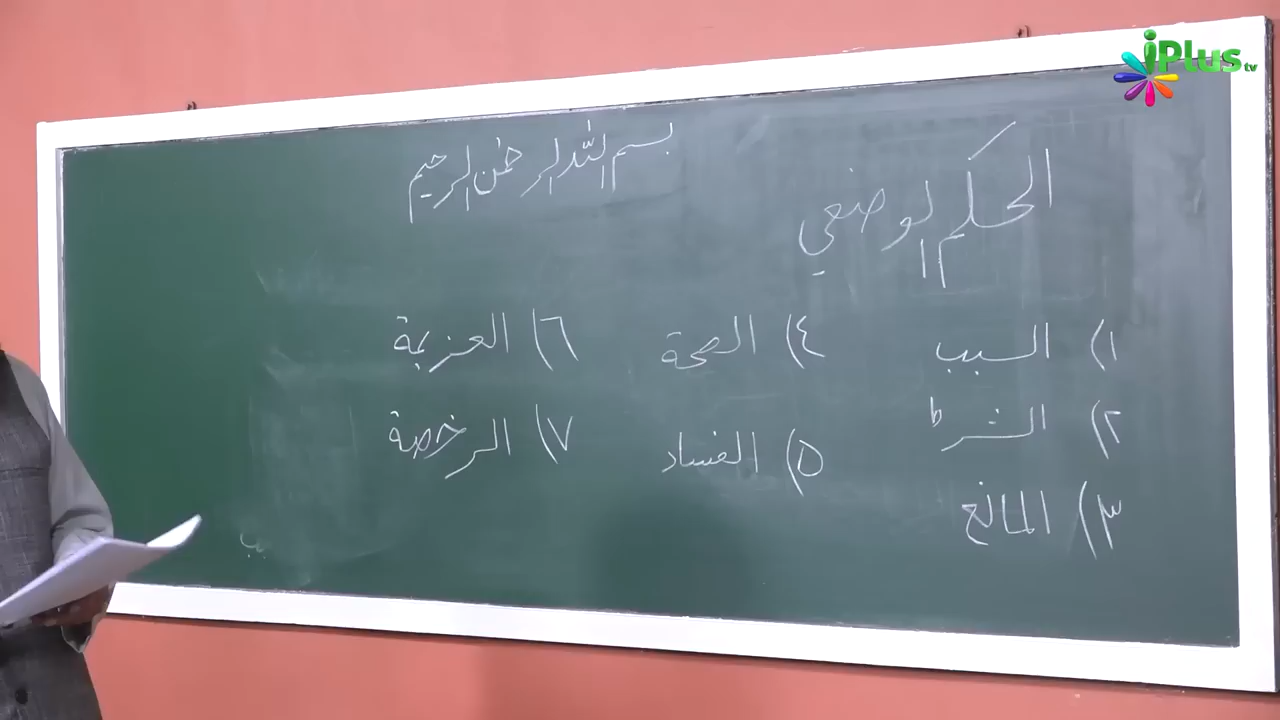 iPlus tv
بسم الله الرحمن الرحيم
الحكم الوضعي
١) السبب
٢) الشرط
٣) المانع
٤) الصحة
٥) الفساد
٦) العزيمة
٧) الرخصة